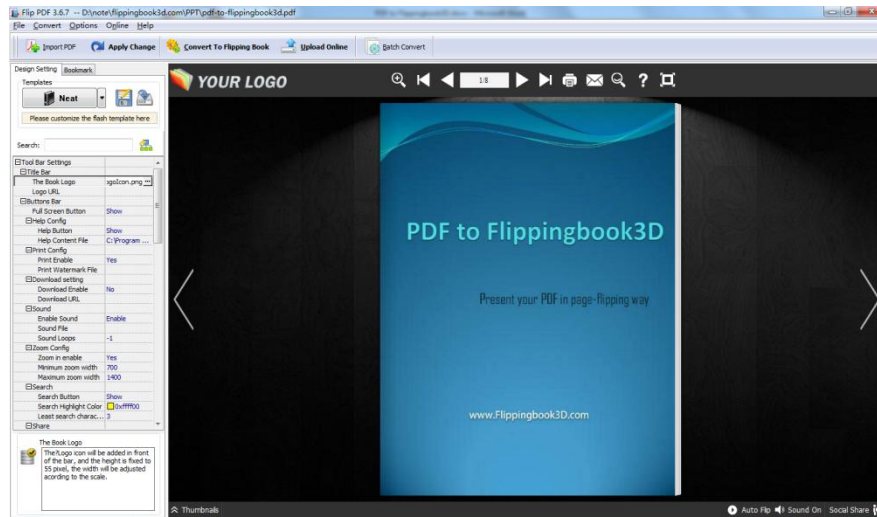 Flip PDF 3.6.7 -- D:\note\flippingbook3d.com\PPT\pdf-to-flippingbook3d.pdf
File Convert Options Online Help
Import PDF Apply Change Convert To Flipping Book Upload Online Batch Convert
Design Setting Bookmark
Templates
Neat
Please customize the flash template here
Search:
Tool Bar Settings
Title Bar
The Book Logo ogoIcon.png ...
Logo URL
Buttons Bar
Full Screen Button Show
Help Config
Help Button Show
Help Content File C:\Program ...
Print Config
Print Enable Yes
Print Watermark File
Download setting
Download Enable No
Download URL
Sound
Enable Sound Enable
Sound File
Sound Loops -1
Zoom Config
Zoom in enable Yes
Minimum zoom width 700
Maximum zoom width 1400
Search
Search Button Show
Search Highlight Color 0xffff00
Least search charac... 3
Share
The Book Logo
The?Logo icon will be added in front
of the bar, and the height is fixed to
55 pixel, the width will be adjusted
acording to the scale.
YOUR LOGO
1/8
?
PDF to Flippingbook3D
Present your PDF in page-flipping way
www.Flippingbook3D.com
Thumbnails
Auto Flip Sound On Socal Share